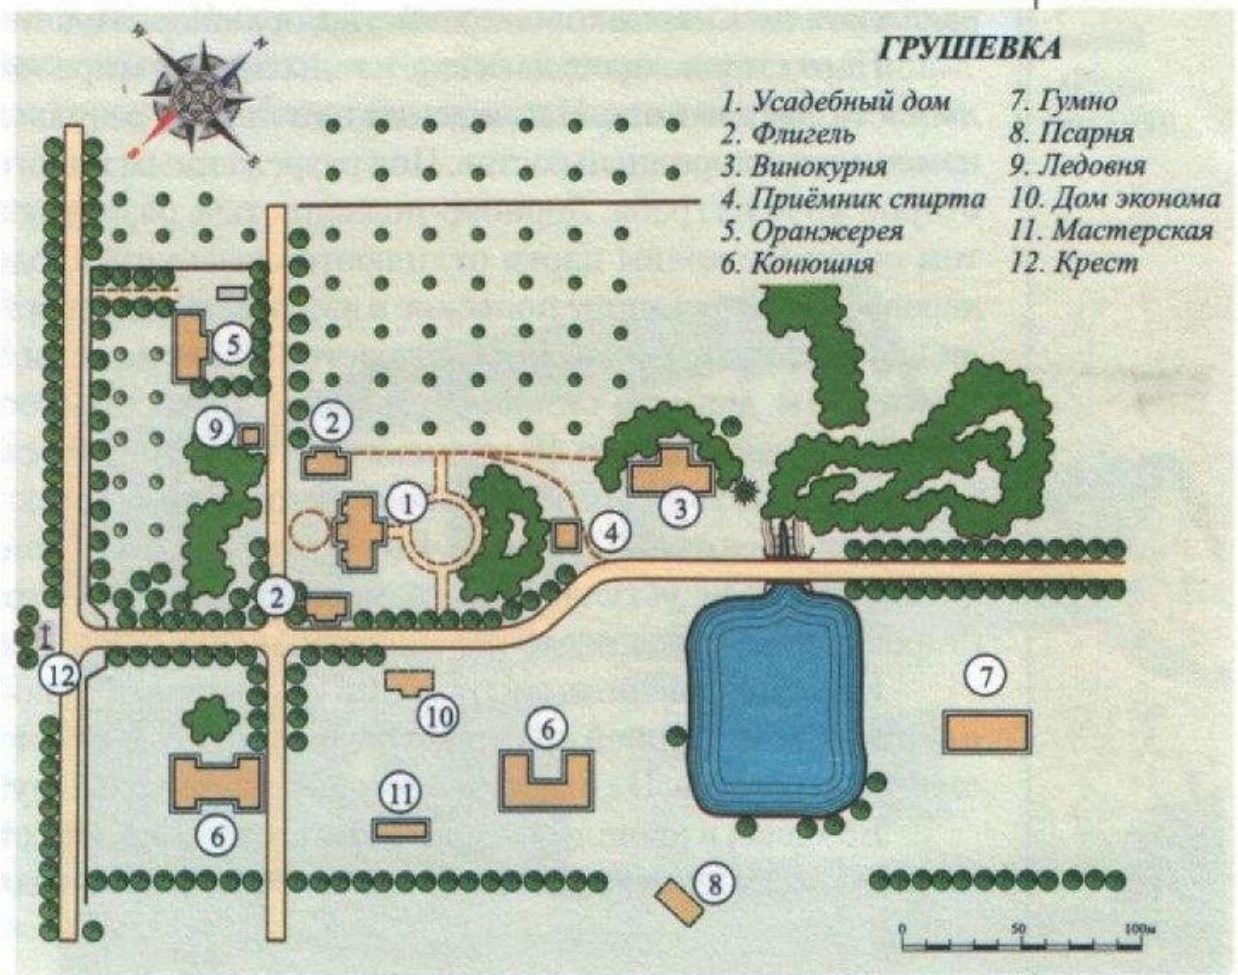 ГРУШЕВКА
1. Усадебный дом
2. Флигель
3. Винокурня
4. Приёмник спирта
5. Оранжерея
6. Конюшня
7. Гумно
8. Псарня
9. Ледовня
10. Дом эконома
11. Мастерская
12. Крест
5
9
2
1
3
4
2
12
7
10
6
11
6
8
0 50 100м